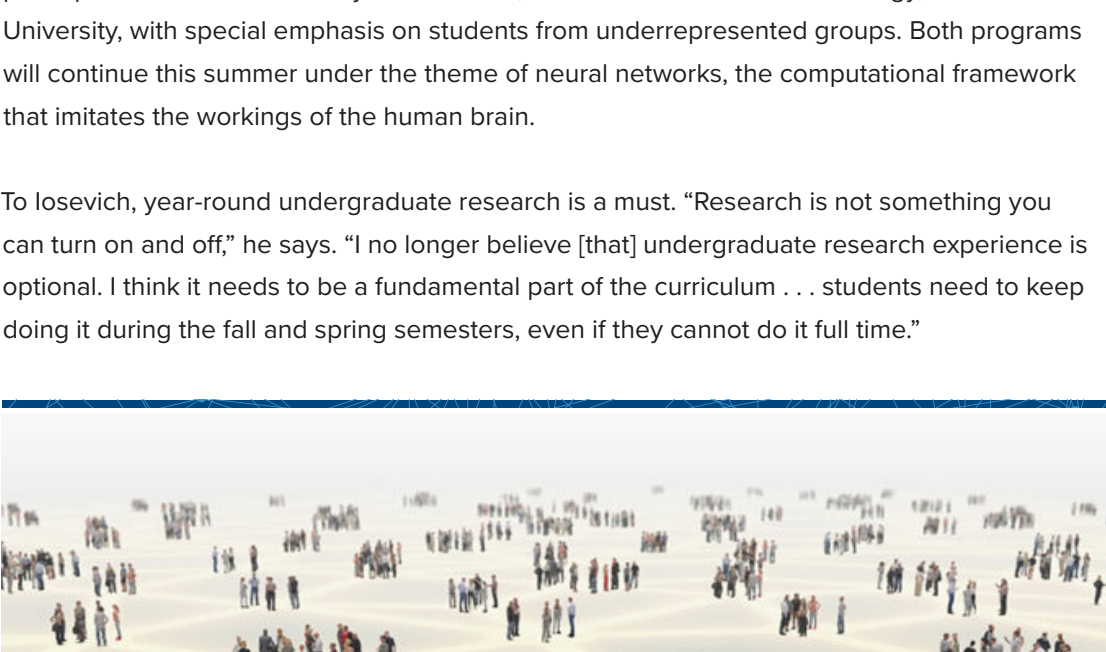 University, with special emphasis on students from underrepresented groups. Both programs
will continue this summer under the theme of neural networks, the computational framework
that imitates the workings of the human brain.
To Iosevich, year-round undergraduate research is a must. “Research is not something you
can turn on and off,” he says. “I no longer believe [that] undergraduate research experience is
optional. I think it needs to be a fundamental part of the curriculum . . . students need to keep
doing it during the fall and spring semesters, even if they cannot do it full time.”